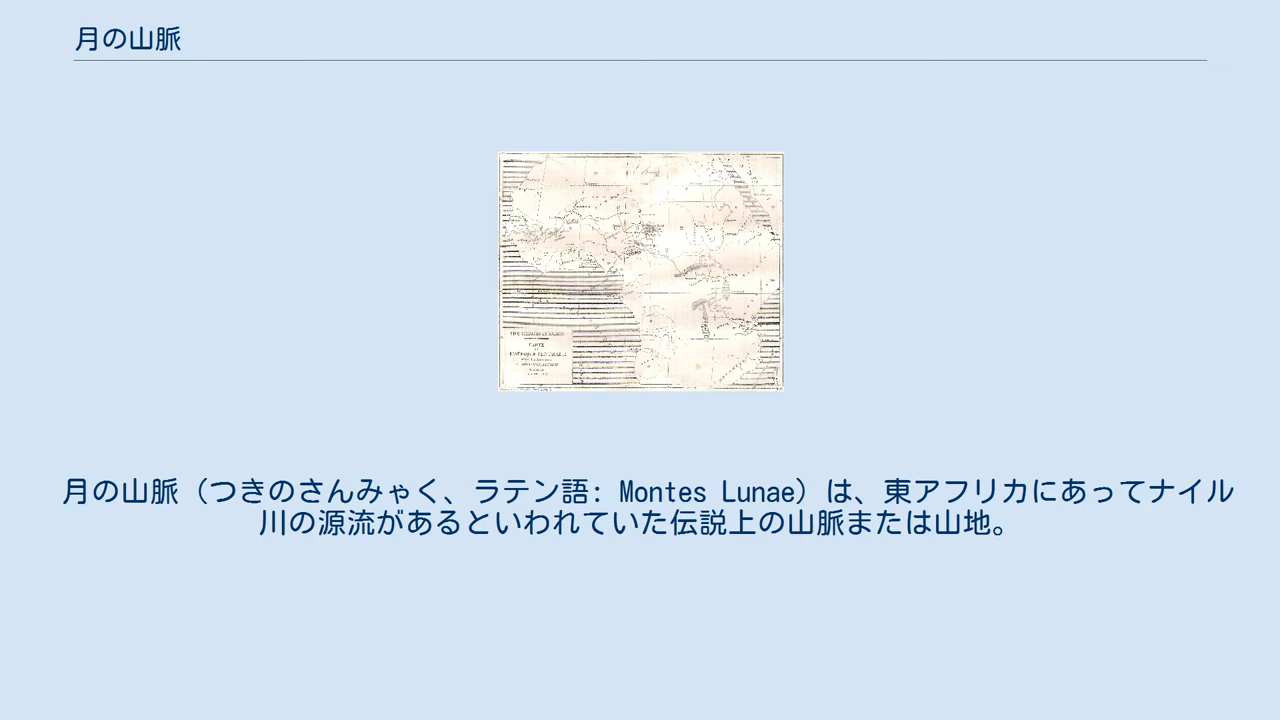 月の山脈
月の山脈（つきのさんみゃく、ラテン語: Montes Lunae）は、東アフリカにあってナイル
川の源流があるといわれていた伝説上の山脈または山地。